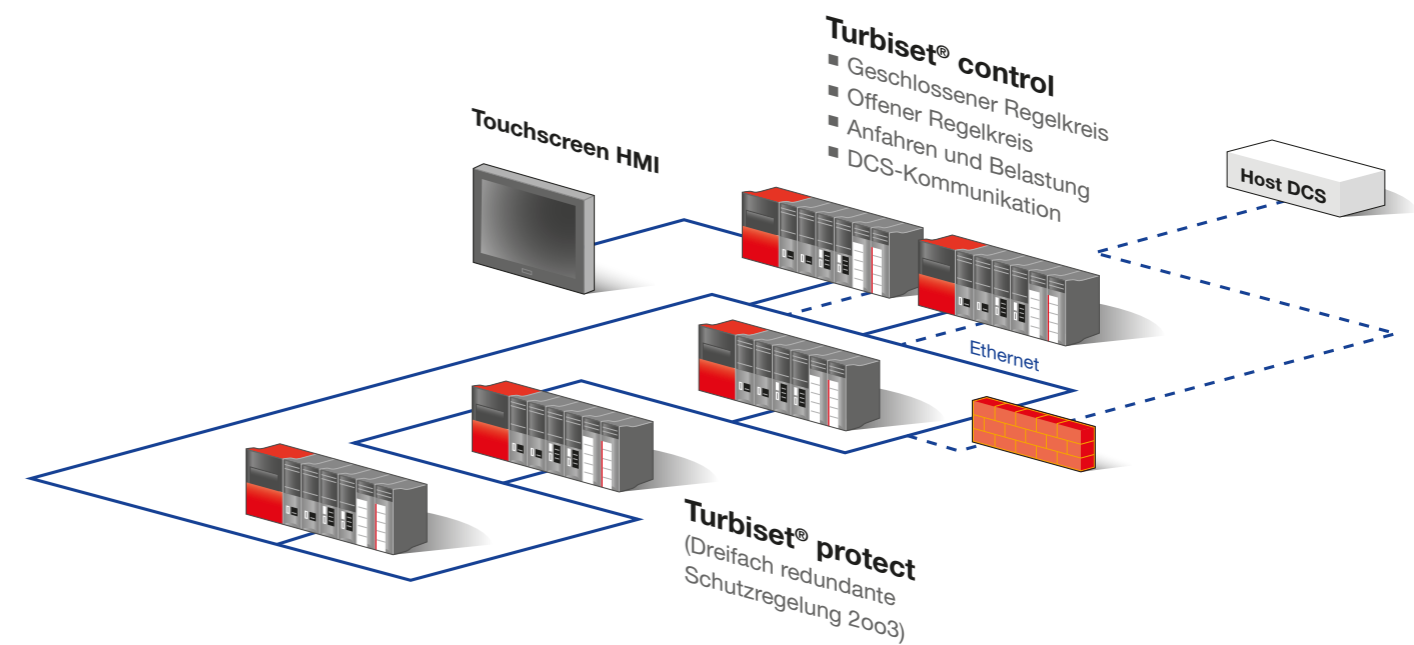 Turbiset® control
▪ Geschlossener Regelkreis
▪ Offener Regelkreis
▪ Anfahren und Belastung
▪ DCS-Kommunikation
Touchscreen HMI
Host DCS
Ethernet
Turbiset® protect
(Dreifach redundante
Schutzregelung 2oo3)